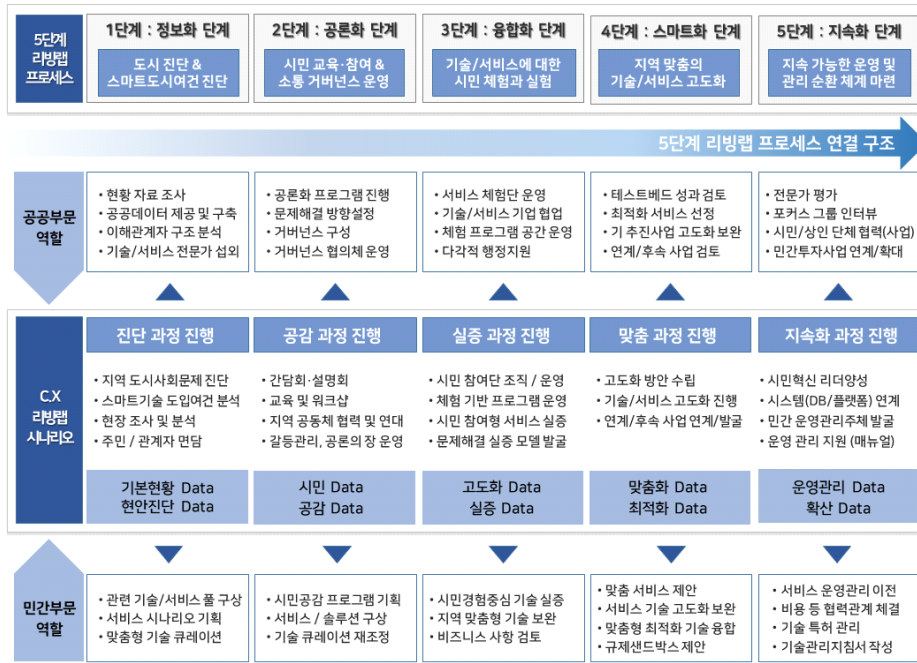 5단계
리빙랩
프로세스
1단계 : 정보화 단계
도시 진단 &
스마트도시여건 진단
2단계 : 공론화 단계
시민 교육·참여 &
소통 거버넌스 운영
3단계 : 융합화 단계
기술/서비스에 대한
시민 체험과 실험
4단계 : 스마트화 단계
지역 맞춤의
기술/서비스 고도화
5단계 : 지속화 단계
지속 가능한 운영 및
관리 순환 체계 마련
5단계 리빙랩 프로세스 연결 구조
공공부문
역할
• 현황 자료 조사
• 공공데이터 제공 및 구축
• 이해관계자 구조 분석
• 기술/서비스 전문가 섭외
• 공론화 프로그램 진행
• 문제해결 방향설정
• 거버넌스 구성
• 거버넌스 협의체 운영
• 서비스 체험단 운영
• 기술/서비스 기업 협업
• 체험 프로그램 공간 운영
• 다각적 행정지원
• 테스트베드 성과 검토
• 최적화 서비스 선정
• 기 추진사업 고도화 보완
• 연계/후속 사업 검토
• 전문가 평가
• 포커스 그룹 인터뷰
• 시민/상인 단체 협력(사업)
• 민간투자사업 연계/확대
C.X
리빙랩
시나리오
진단 과정 진행
• 지역 도시사회문제 진단
• 스마트기술 도입여건 분석
• 현장 조사 및 분석
• 주민 / 관계자 면담
기본현황 Data
현안진단 Data
공감 과정 진행
• 간담회·설명회
• 교육 및 워크샵
• 지역 공동체 협력 및 연대
• 갈등관리, 공론의 장 운영
시민 Data
공감 Data
실증 과정 진행
• 시민 참여단 조직 / 운영
• 체험 기반 프로그램 운영
• 시민 참여형 서비스 실증
• 문제해결 실증 모델 발굴
고도화 Data
실증 Data
맞춤 과정 진행
• 고도화 방안 수립
• 기술/서비스 고도화 진행
• 연계/후속 사업 연계/발굴
맞춤화 Data
최적화 Data
지속화 과정 진행
• 시민혁신 리더양성
• 시스템(DB/플랫폼) 연계
• 민간 운영관리주체 발굴
• 운영 관리 지원 (매뉴얼)
운영관리 Data
확산 Data
민간부문
역할
• 관련 기술/서비스 풀 구상
• 서비스 시나리오 기획
• 맞춤형 기술 큐레이션
• 시민공감 프로그램 기획
• 서비스 / 솔루션 구상
• 기술 큐레이션 재조정
• 시민경험중심 기술 실증
• 지역 맞춤형 기술 보완
• 비즈니스 사항 검토
• 맞춤 서비스 제안
• 서비스 기술 고도화 보완
• 맞춤형 최적화 기술 융합
• 규제샌드박스 제안
• 서비스 운영관리 이전
• 비용 등 협력관계 체결
• 기술 특허 관리
• 기술관리지침서 작성